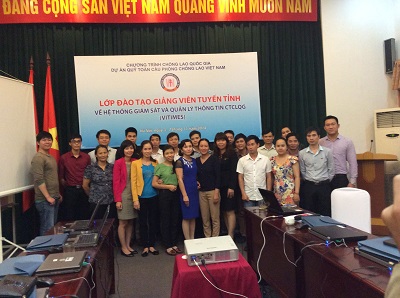 ĐẢNG CỘNG SẢN VIỆT NAM QUANG VINH MUÔN NĂM
CHƯƠNG TRÌNH CHỐNG LAO QUỐC GIA
DỰ ÁN QUỸ TOÀN CẦU PHÒNG CHỐNG LAO VIỆT NAM
LỚP ĐÀO TẠO GIẢNG VIÊN TUYẾN TỈNH
VỀ HỆ THỐNG GIÁM SÁT VÀ QUẢN LÝ THÔNG TIN CTCLQG
(VITIMES)